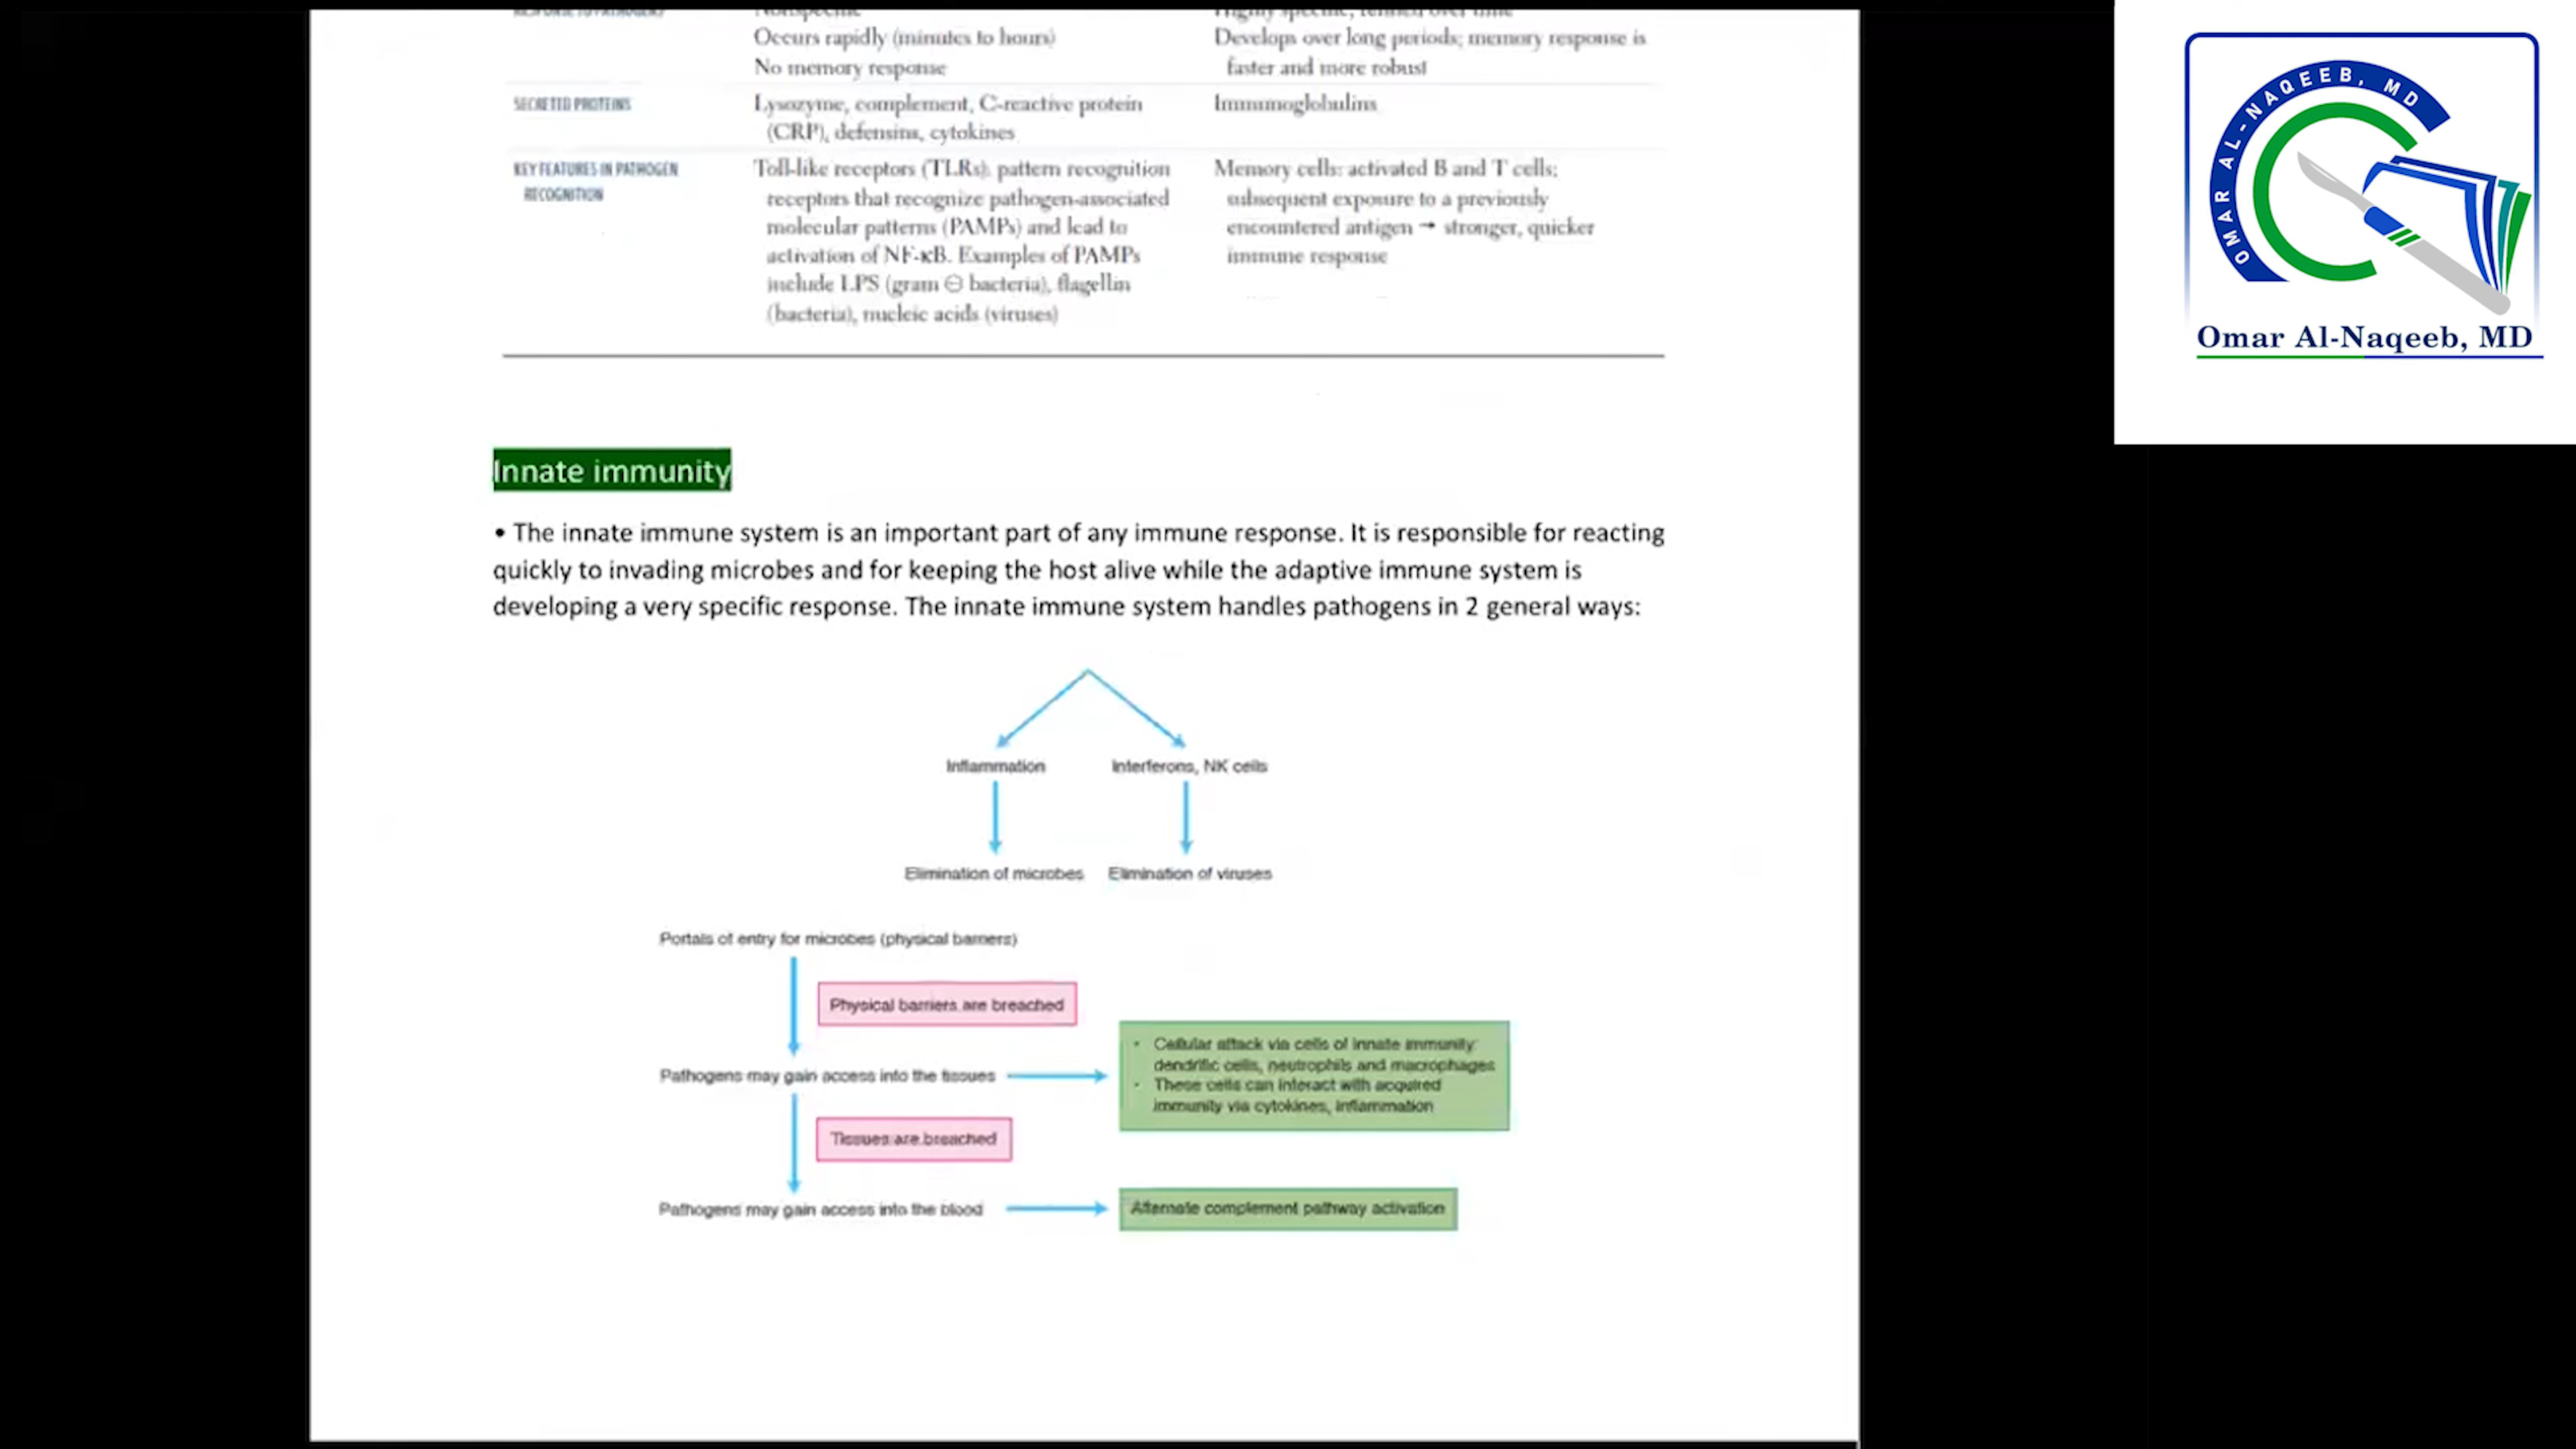 RESPONSE TO PATHOGENS
Nonspecific
Highly specific, refined over time
Occurs rapidly (minutes to hours)
Develops over long periods; memory response is
No memory response
faster and more robust
SECRETED PROTEINS
Lysozyme, complement, C-reactive protein
Immunoglobulins
(CRP), defensins, cytokines
KEY FEATURES IN PATHOGEN
RECOGNITION
Toll-like receptors (TLRs): pattern recognition
receptors that recognize pathogen-associated
molecular patterns (PAMPs) and lead to
activation of NF-κB. Examples of PAMPs
include LPS (gram ⊖ bacteria), flagellin
(bacteria), nucleic acids (viruses)
Memory cells: activated B and T cells;
subsequent exposure to a previously
encountered antigen → stronger, quicker
immune response
Innate immunity
• The innate immune system is an important part of any immune response. It is responsible for reacting
quickly to invading microbes and for keeping the host alive while the adaptive immune system is
developing a very specific response. The innate immune system handles pathogens in 2 general ways:
Inflammation
Interferons, NK cells
Elimination of microbes
Elimination of viruses
Portals of entry for microbes (physical barriers)
Physical barriers are breached
Pathogens may gain access into the tissues
• Cellular attack via cells of innate immunity:
dendritic cells, neutrophils and macrophages
• These cells can interact with acquired
immunity via cytokines, inflammation
Tissues are breached
Pathogens may gain access into the blood
Alternate complement pathway activation
OMAR AL-NAQEEB, MD
Omar Al-Naqeeb, MD